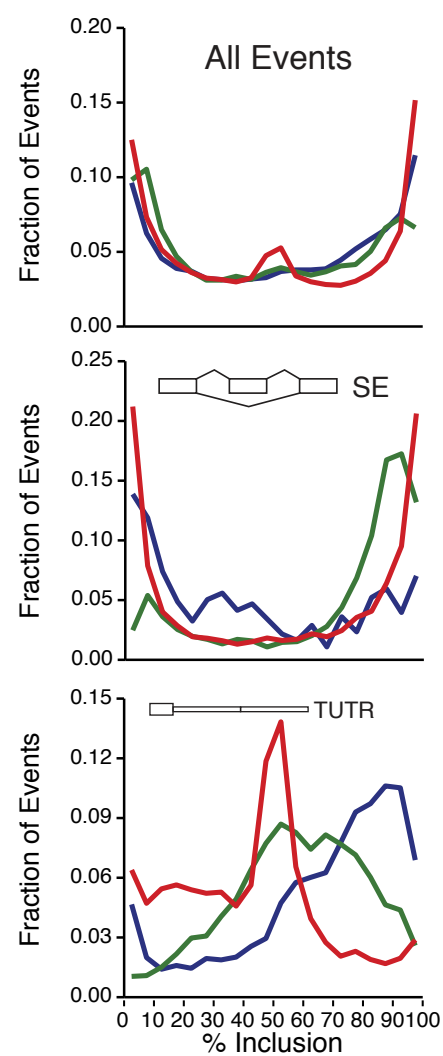 0.20
All Events
0.15
0.10
0.05
0.00
Fraction of Events
0.25
SE
0.20
0.15
0.10
0.05
0.00
Fraction of Events
0.15
TUTR
0.12
0.09
0.06
0.03
0.00
Fraction of Events
0 10 20 30 40 50 60 70 80 90 100
% Inclusion